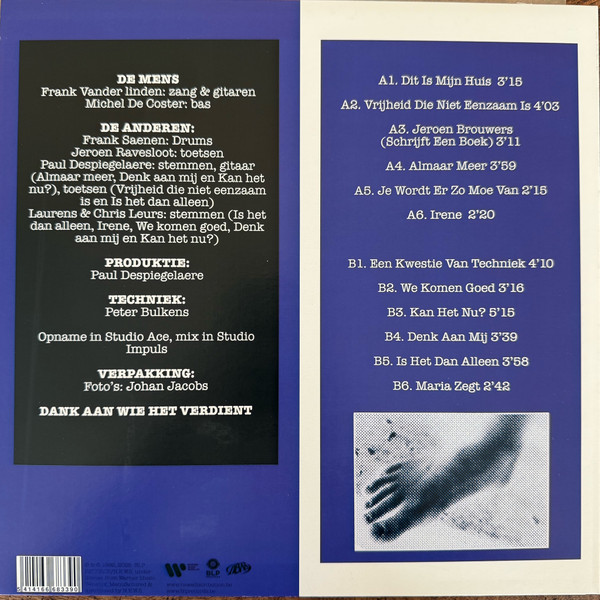 DE MENS
Frank Vander linden: zang & gitaren
Michel De Coster: bas
DE ANDEREN:
Frank Saenen: Drums
Jeroen Ravesloot: toetsen
Paul Despiegelaere: stemmen, gitaar
(Almaar meer, Denk aan mij en Kan het
nu?), toetsen (Vrijheid die niet eenzaam
is en Is het dan alleen)
Laurens & Chris Leurs: stemmen (Is het
dan alleen, Irene, We komen goed, Denk
aan mij en Kan het nu?)
PRODUKTIE:
Paul Despiegelaere
TECHNIEK:
Peter Bulkens
Opname in Studio Ace, mix in Studio
Impuls
VERPAKKING:
Foto's: Johan Jacobs
DANK AAN WIE HET VERDIENT
5414166683390
A1. Dit Is Mijn Huis 3'15
A2. Vrijheid Die Niet Eenzaam Is 4'03
A3. Jeroen Brouwers
(Schrijft Een Boek) 3'11
A4. Almaar Meer 3'59
A5. Je Wordt Er Zo Moe Van 2'15
A6. Irene 2'20
B1. Een Kwestie Van Techniek 4'10
B2. We Komen Goed 3'16
B3. Kan Het Nu? 5'15
B4. Denk Aan Mij 3'39
B5. Is Het Dan Alleen 3'58
B6. Maria Zegt 2'42